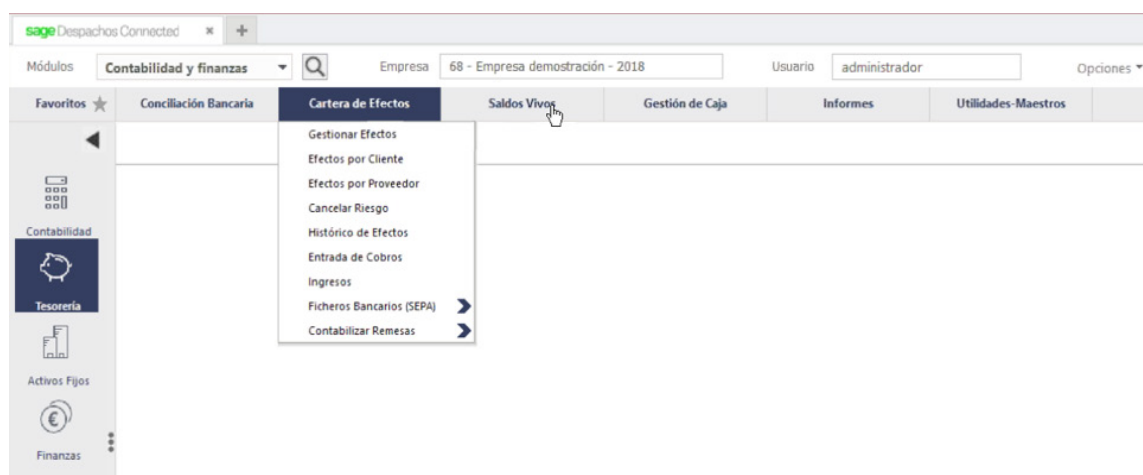 sage Despachos Connected × +
Módulos Contabilidad y finanzas Empresa 68 - Empresa demostración - 2018 Usuario administrador Opciones
Favoritos Conciliación Bancaria Cartera de Efectos Saldos Vivos Gestión de Caja Informes Utilidades-Maestros
Gestionar Efectos
Efectos por Cliente
Efectos por Proveedor
Cancelar Riesgo
Histórico de Efectos
Entrada de Cobros
Ingresos
Ficheros Bancarios (SEPA)
Contabilizar Remesas
Contabilidad
Tesorería
Activos Fijos
€
Finanzas